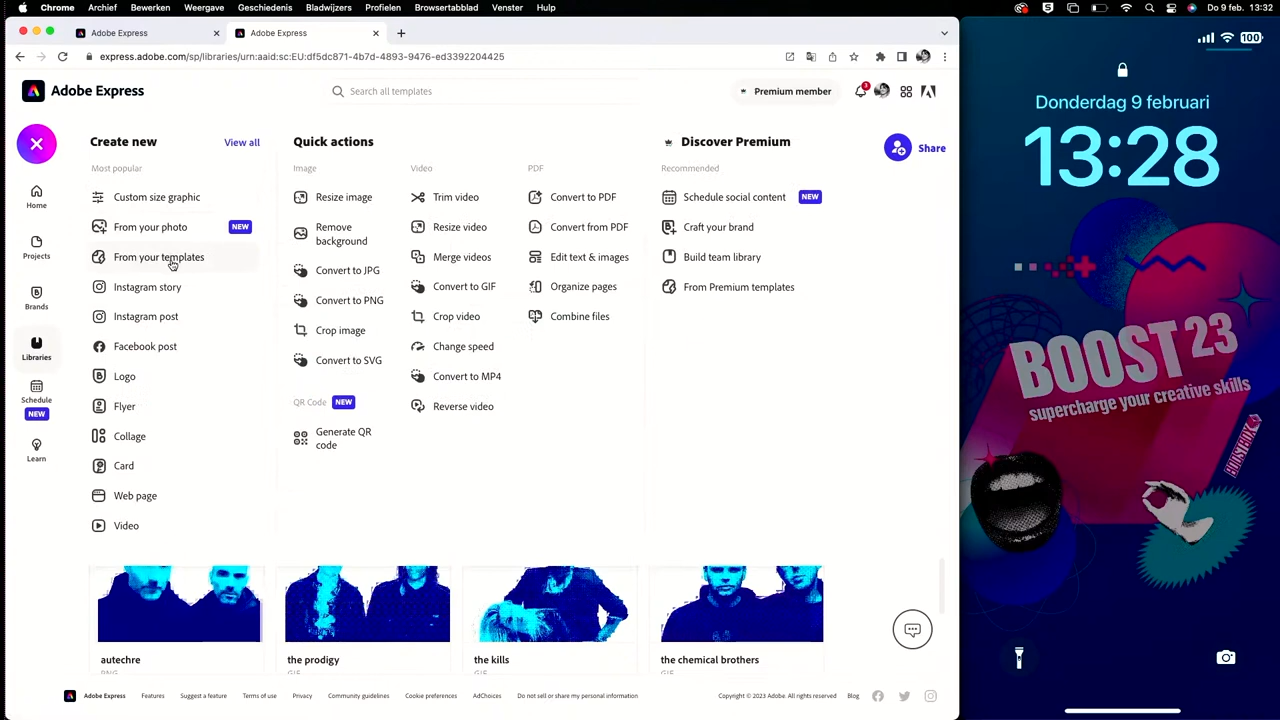 Chrome Archief Bewerken Weergave Geschiedenis Bladwijzers Profielen Browsertabblad Venster Help
Do 9 feb. 13:32
Adobe Express
Adobe Express
express.adobe.com/sp/libraries/urn:aaid:sc:EU:df5dc871-4b7d-4893-9476-ed3392204425
Adobe Express
Search all templates
Premium member
3
Create new
View all
Most popular
Custom size graphic
From your photo NEW
From your templates
Instagram story
Instagram post
Facebook post
Logo
Flyer
Collage
Card
Web page
Video
Home
Projects
Brands
Libraries
Schedule
NEW
Learn
Quick actions
Image
Resize image
Remove
background
Convert to JPG
Convert to PNG
Crop image
Convert to SVG
QR Code NEW
Generate QR
code
Video
Trim video
Resize video
Merge videos
Convert to GIF
Crop video
Change speed
Convert to MP4
Reverse video
PDF
Convert to PDF
Convert from PDF
Edit text & images
Organize pages
Combine files
Discover Premium
Recommended
Schedule social content NEW
Craft your brand
Build team library
From Premium templates
Share
autechre
PNG
the prodigy
GIF
the kills
GIF
the chemical brothers
GIF
Adobe Express Features Suggest a feature Terms of use Privacy Community guidelines Cookie preferences AdChoices Do not sell or share my personal information
Copyright © 2023 Adobe. All rights reserved Blog
100
Donderdag 9 februari
13:28
BOOST 23
supercharge your creative skills